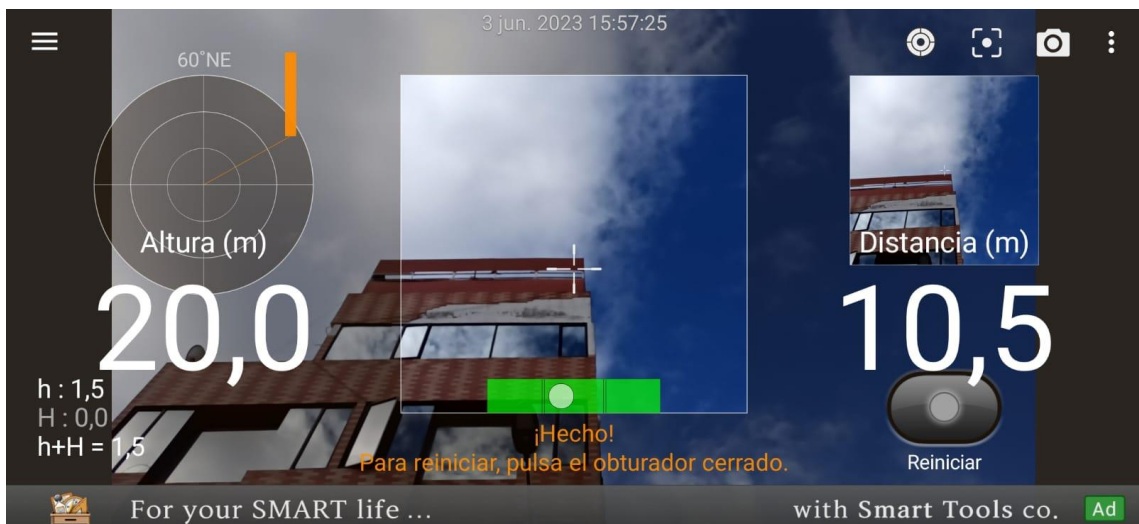 3 jun. 2023 15:57:25
60°NE
Altura (m)
20,0
Distancia (m)
10,5
h : 1,5
H : 0,0
h+H = 1,5
¡Hecho!
Para reiniciar, pulsa el obturador cerrado.
Reiniciar
For your SMART life ...
with Smart Tools co.
Ad